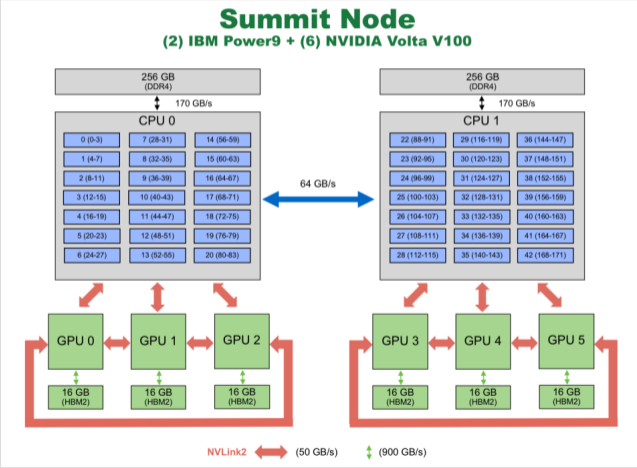 Summit Node
(2) IBM Power9 + (6) NVIDIA Volta V100
256 GB
(DDR4)
170 GB/s
CPU 0
0 (0-3) 7 (28-31) 14 (56-59)
1 (4-7) 8 (32-35) 15 (60-63)
2 (8-11) 9 (36-39) 16 (64-67)
3 (12-15) 10 (40-43) 17 (68-71)
4 (16-19) 11 (44-47) 18 (72-75)
5 (20-23) 12 (48-51) 19 (76-79)
6 (24-27) 13 (52-55) 20 (80-83)
64 GB/s
256 GB
(DDR4)
170 GB/s
CPU 1
22 (88-91) 29 (116-119) 36 (144-147)
23 (92-95) 30 (120-123) 37 (148-151)
24 (96-99) 31 (124-127) 38 (152-155)
25 (100-103) 32 (128-131) 39 (156-159)
26 (104-107) 33 (132-135) 40 (160-163)
27 (108-111) 34 (136-139) 41 (164-167)
28 (112-115) 35 (140-143) 42 (168-171)
GPU 0 GPU 1 GPU 2
16 GB
(HBM2)
16 GB
(HBM2)
16 GB
(HBM2)
GPU 3 GPU 4 GPU 5
16 GB
(HBM2)
16 GB
(HBM2)
16 GB
(HBM2)
NVLink2 (50 GB/s) (900 GB/s)